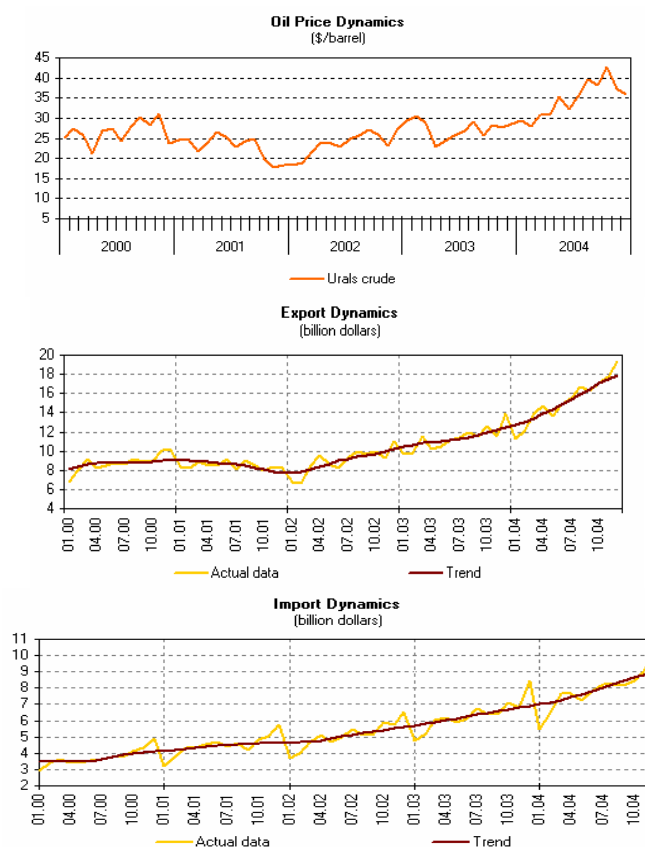 Oil Price Dynamics
($/barrel)
45
40
35
30
25
20
15
10
5
2000 2001 2002 2003 2004
Urals crude
Export Dynamics
(billion dollars)
20
18
16
14
12
10
8
6
4
01.00 04.00 07.00 10.00 01.01 04.01 07.01 10.01 01.02 04.02 07.02 10.02 01.03 04.03 07.03 10.03 01.04 04.04 07.04 10.04
Actual data Trend
Import Dynamics
(billion dollars)
11
10
9
8
7
6
5
4
3
2
01.00 04.00 07.00 10.00 01.01 04.01 07.01 10.01 01.02 04.02 07.02 10.02 01.03 04.03 07.03 10.03 01.04 04.04 07.04 10.04
Actual data Trend